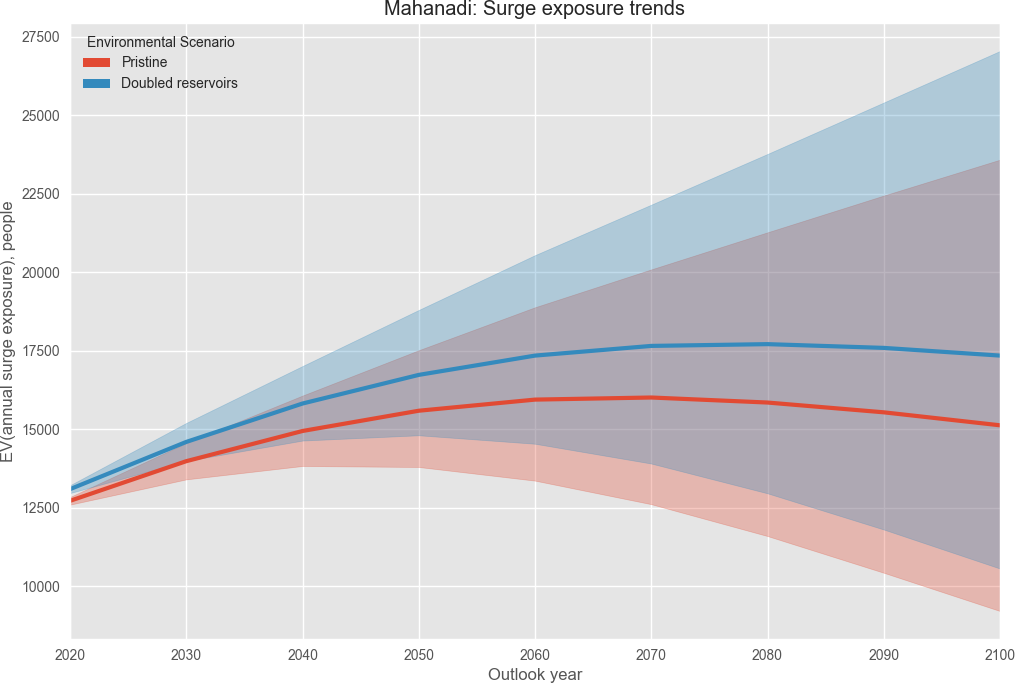 Mahanadi: Surge exposure trends
EV(annual surge exposure), people
27500
25000
22500
20000
17500
15000
12500
10000
Environmental Scenario
Pristine
Doubled reservoirs
2020 2030 2040 2050 2060 2070 2080 2090 2100
Outlook year